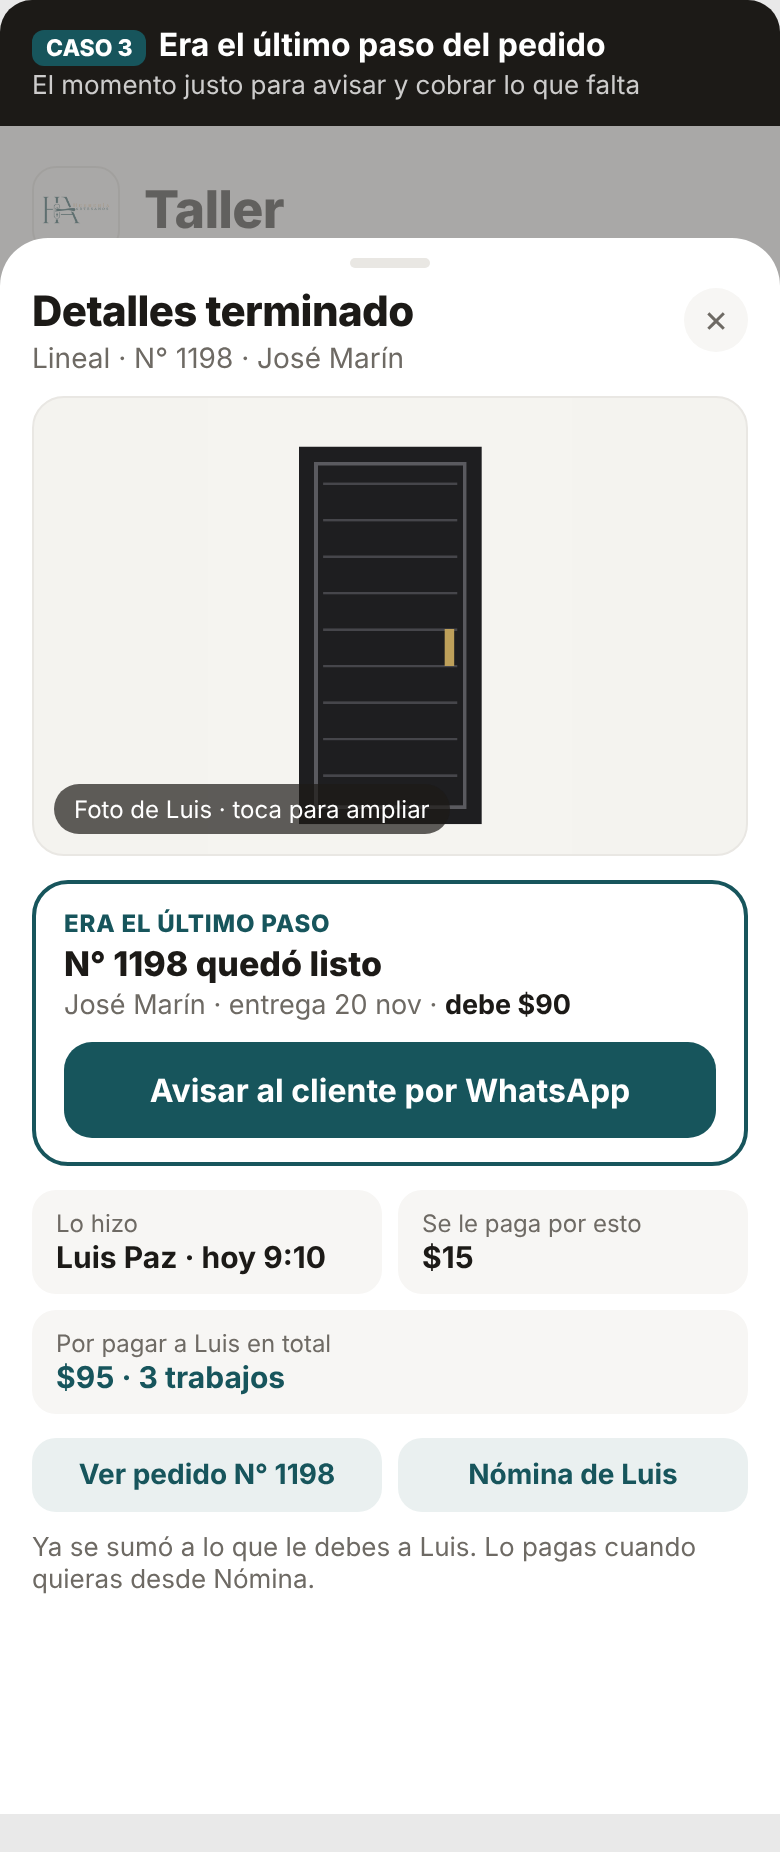 CASO 3 Era el último paso del pedido
El momento justo para avisar y cobrar lo que falta
HA
Taller
Detalles terminado
Lineal · N° 1198 · José Marín
Foto de Luis · toca para ampliar
ERA EL ÚLTIMO PASO
N° 1198 quedó listo
José Marín · entrega 20 nov · debe $90
Avisar al cliente por WhatsApp
Lo hizo
Luis Paz · hoy 9:10
Se le paga por esto
$15
Por pagar a Luis en total
$95 · 3 trabajos
Ver pedido N° 1198
Nómina de Luis
Ya se sumó a lo que le debes a Luis. Lo pagas cuando
quieras desde Nómina.